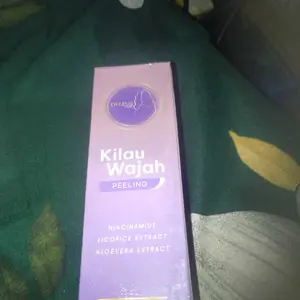 Kilau
Wajah
PEELING
NIACINAMIDE
LICORICE EXTRACT
ALOEVERA EXTRACT